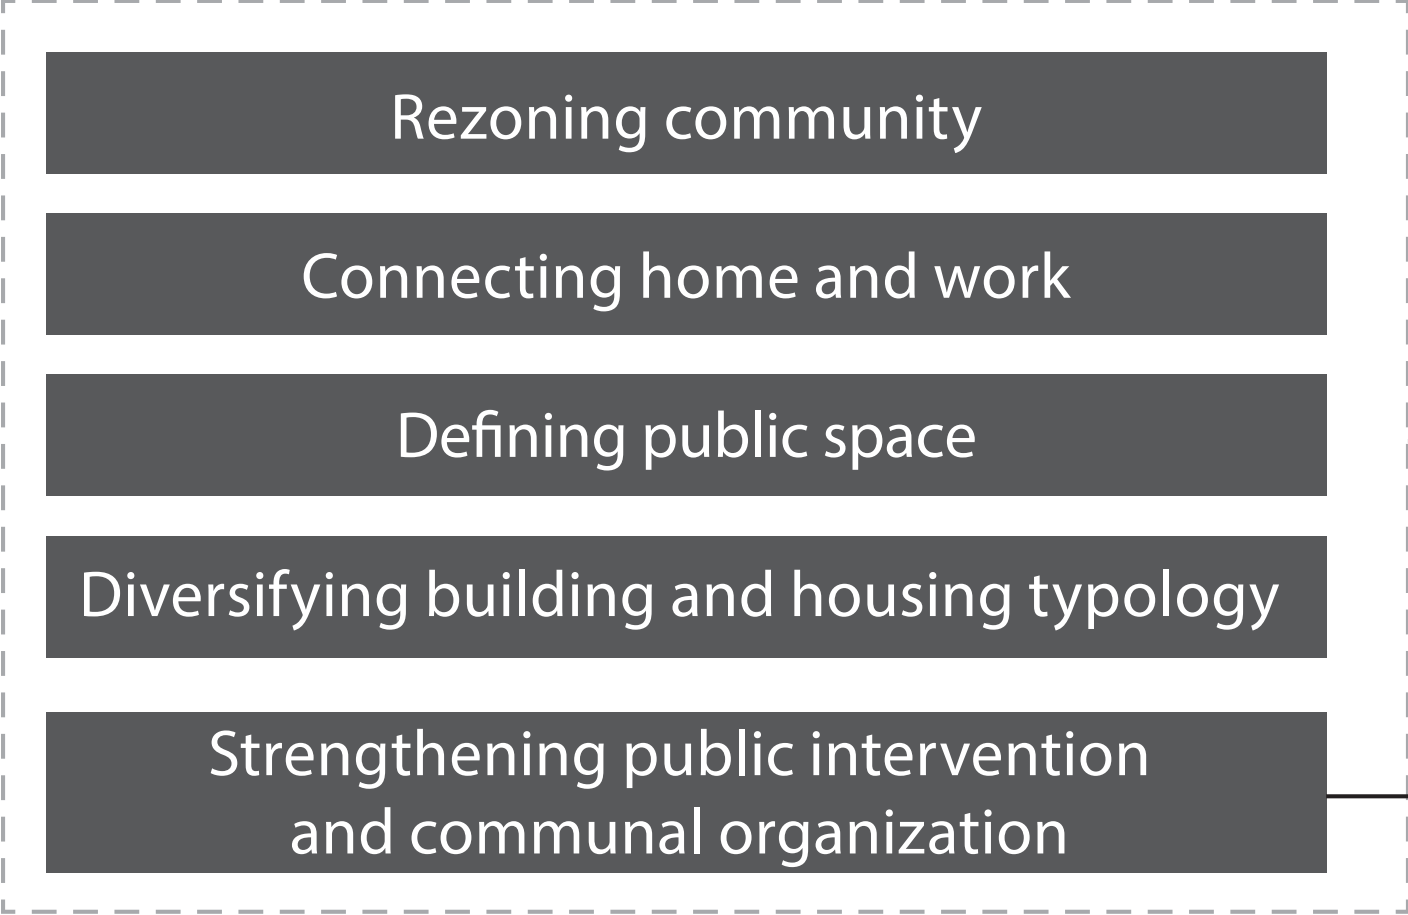 Rezoning community
Connecting home and work
Defining public space
Diversifying building and housing typology
Strengthening public intervention
and communal organization